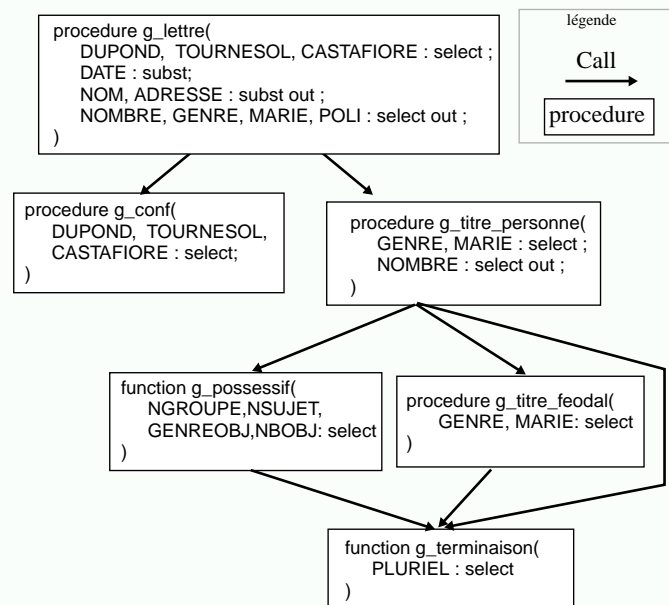 procedure g_lettre(
DUPOND, TOURNESOL, CASTAFIORE : select ;
DATE : subst;
NOM, ADRESSE : subst out ;
NOMBRE, GENRE, MARIE, POLI : select out ;
)
légende
Call
procedure
procedure g_conf(
DUPOND, TOURNESOL,
CASTAFIORE : select;
)
procedure g_titre_personne(
GENRE, MARIE : select ;
NOMBRE : select out ;
)
function g_possessif(
NGROUPE,NSUJET,
GENREOBJ,NBOBJ: select
)
procedure g_titre_feodal(
GENRE, MARIE: select
)
function g_terminaison(
PLURIEL : select
)